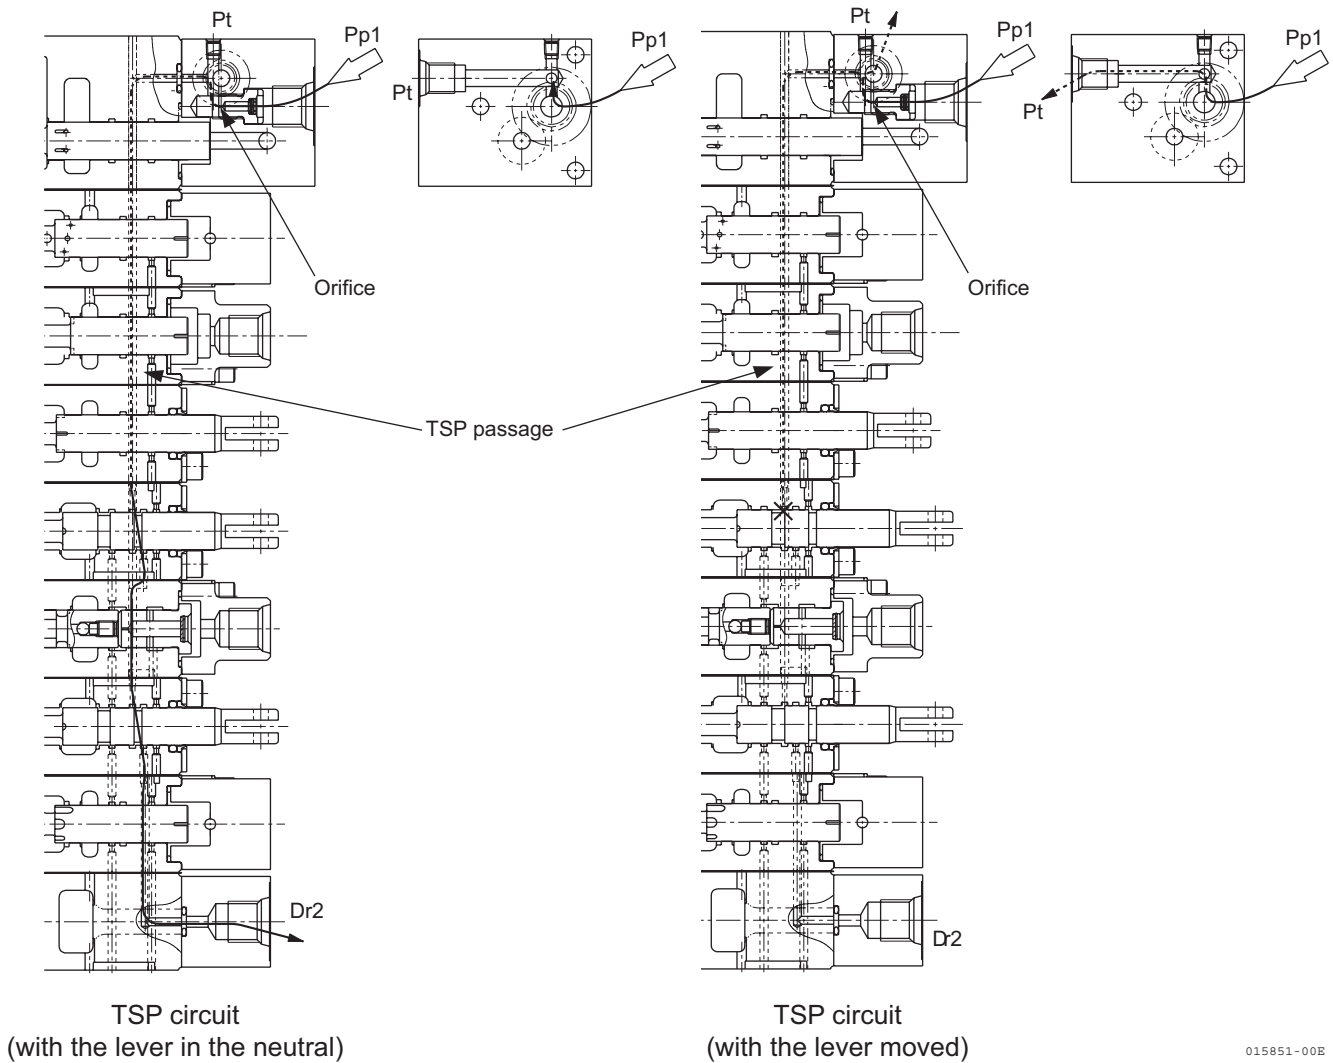 Pt
Pp1
Pt
Pp1
Orifice
TSP passage
Dr2
TSP circuit
(with the lever in the neutral)
Pt
Pp1
Pt
Pp1
Orifice
Dr2
TSP circuit
(with the lever moved)
015851-00E